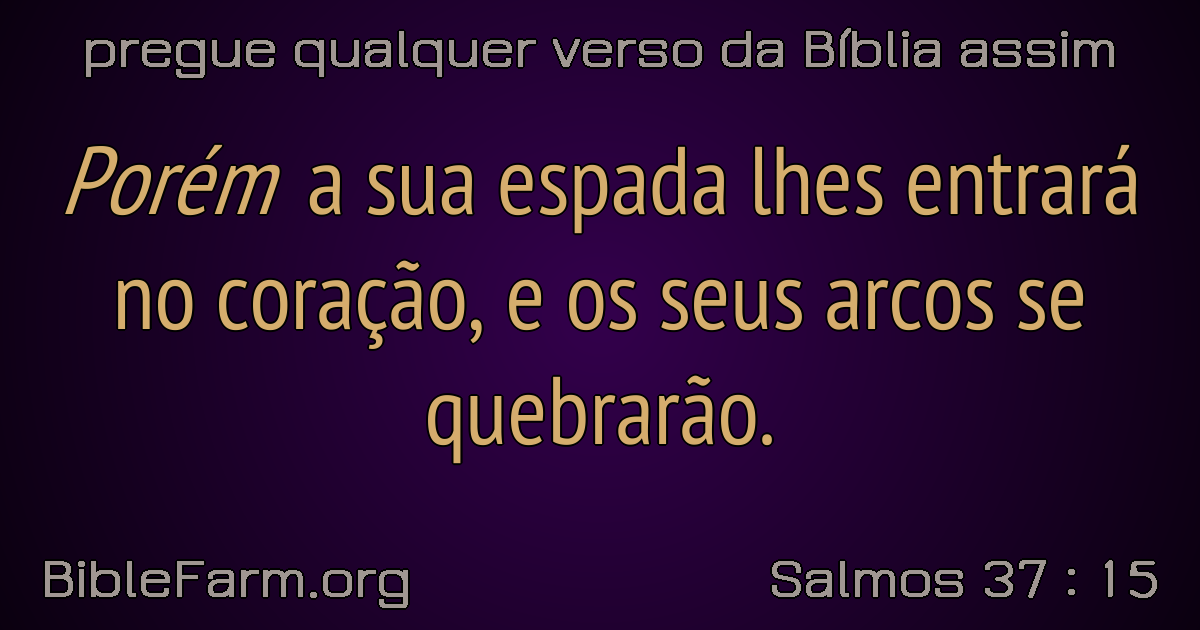 pregue qualquer verso da Bíblia assim
Porém a sua espada lhes entrará
no coração, e os seus arcos se
quebrarão.
BibleFarm.org
Salmos 37 : 15